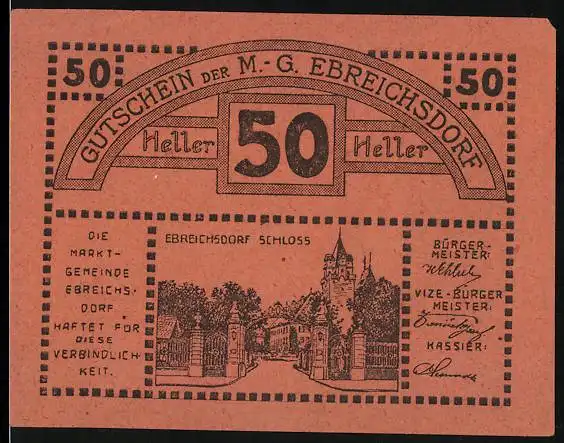 50
50
GUTSCHEIN DER M.-G. EBREICHSDORF
Heller 50 Heller
DIE
MARKT-
GEMEINDE
EBREICHS-
DORF
HAFTET FÜR
DIESE
VERBINDLICH-
KEIT.
EBREICHSDORF SCHLOSS
BÜRGER-
MEISTER:
VIZE-BÜRGER
MEISTER:
KASSIER: